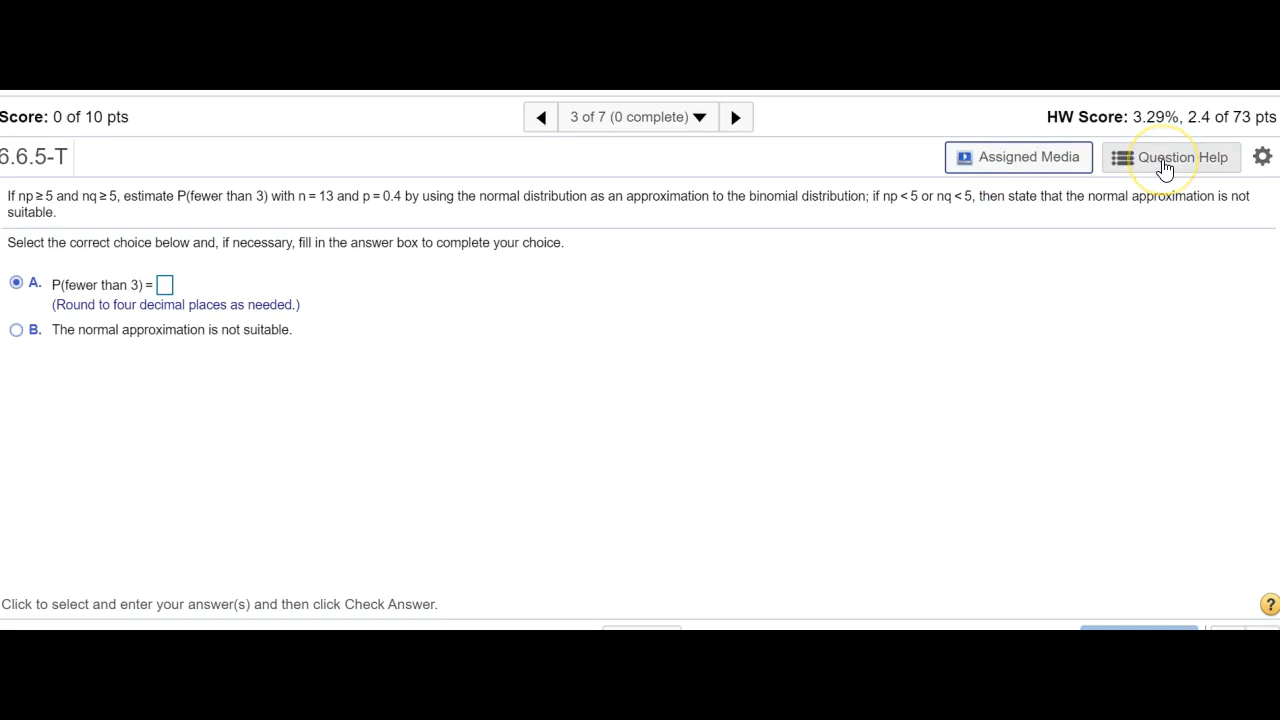 Score: 0 of 10 pts
3 of 7 (0 complete)
HW Score: 3.29%, 2.4 of 73 pts
6.6.5-T
Assigned Media
Question Help
If np ≥ 5 and nq ≥ 5, estimate P(fewer than 3) with n = 13 and p = 0.4 by using the normal distribution as an approximation to the binomial distribution; if np < 5 or nq < 5, then state that the normal approximation is not
suitable.
Select the correct choice below and, if necessary, fill in the answer box to complete your choice.
A. P(fewer than 3) =
(Round to four decimal places as needed.)
B. The normal approximation is not suitable.
Click to select and enter your answer(s) and then click Check Answer.
?